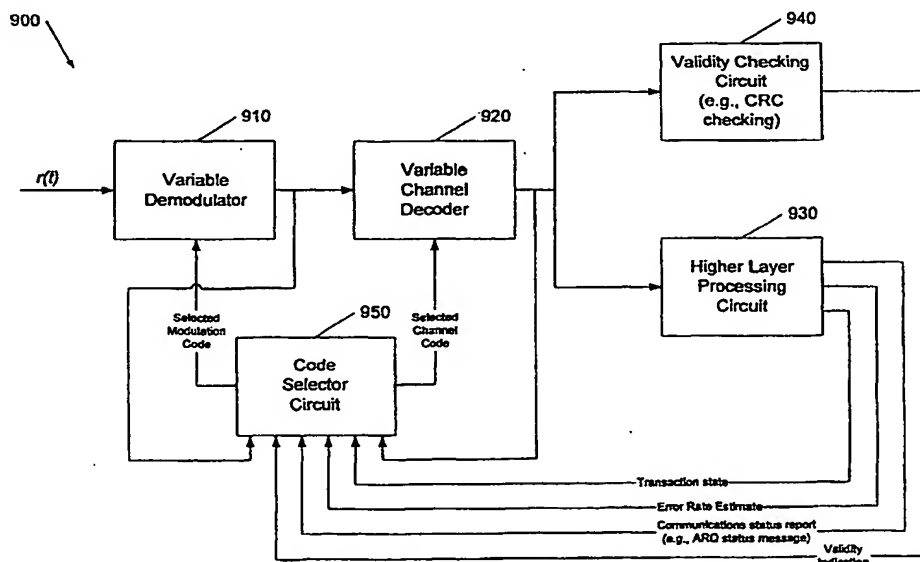 900
940
Validity Checking
Circuit
(e.g., CRC
checking)
910
920
r(t)
Variable
Demodulator
Variable
Channel
Decoder
930
Higher Layer
Processing
Circuit
Selected
Modulation
Code
950
Selected
Channel
Code
Code
Selector
Circuit
Transaction state
Error Rate Estimate
Communications status report
(e.g., ARQ status message)
Validity